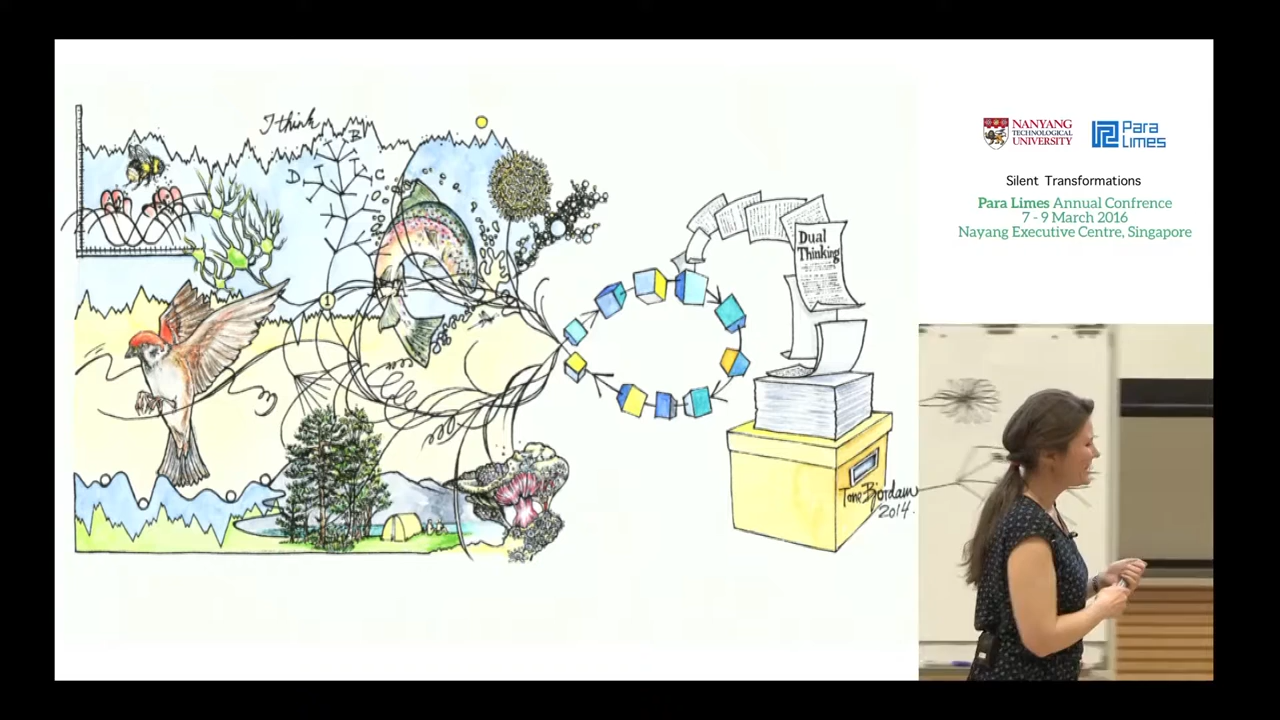 I think
B
D
C
1
Dual
Thinking
Tone Bjordam
2014.
NANYANG
TECHNOLOGICAL
UNIVERSITY
Para
Limes
Silent Transformations
Para Limes Annual Confrence
7 - 9 March 2016
Nayang Executive Centre, Singapore